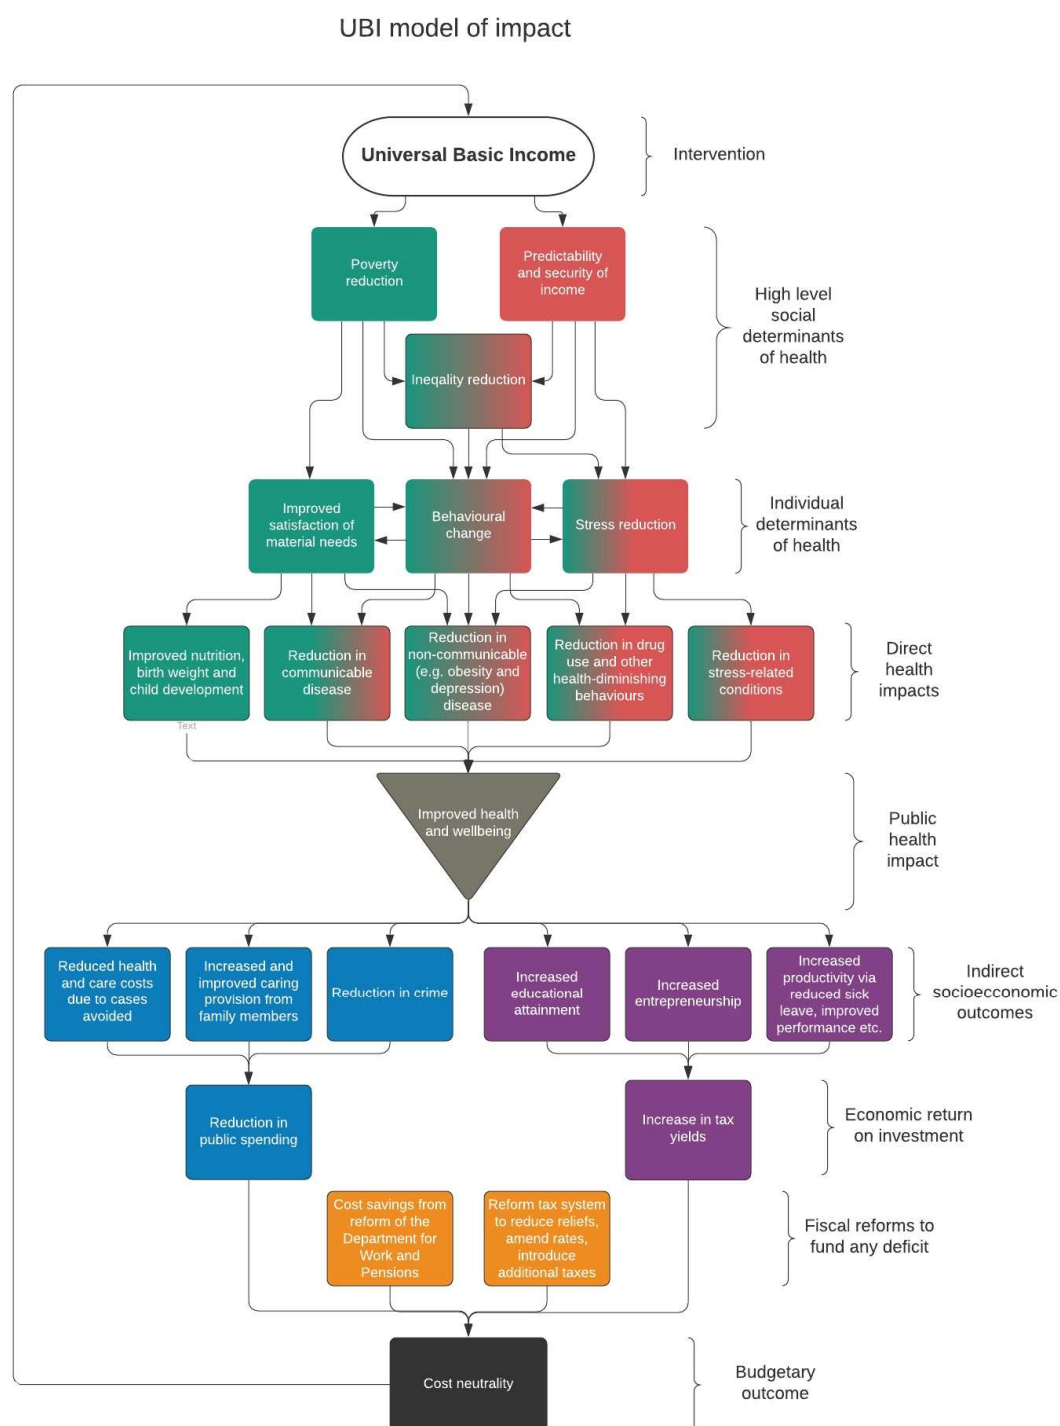 UBI model of impact
Universal Basic Income
Intervention
Poverty
reduction
Predictability
and security of
income
High level
social
determinants
of health
Ineqality reduction
Improved
satisfaction of
material needs
Behavioural
change
Stress reduction
Individual
determinants
of health
Improved nutrition,
birth weight and
child development
Reduction in
communicable
disease
Reduction in
non-communicable
(e.g. obesity and
depression)
disease
Reduction in drug
use and other
health-diminishing
behaviours
Reduction in
stress-related
conditions
Direct
health
impacts
Text
Improved health
and wellbeing
Public
health
impact
Reduced health
and care costs
due to cases
avoided
Increased and
improved caring
provision from
family members
Reduction in crime
Increased
educational
attainment
Increased
entrepreneurship
Increased
productivity via
reduced sick
leave, improved
performance etc.
Indirect
socioecconomic
outcomes
Reduction in
public spending
Increase in tax
yields
Economic return
on investment
Cost savings from
reform of the
Department for
Work and
Pensions
Reform tax system
to reduce reliefs,
amend rates,
introduce
additional taxes
Fiscal reforms to
fund any deficit
Cost neutrality
Budgetary
outcome